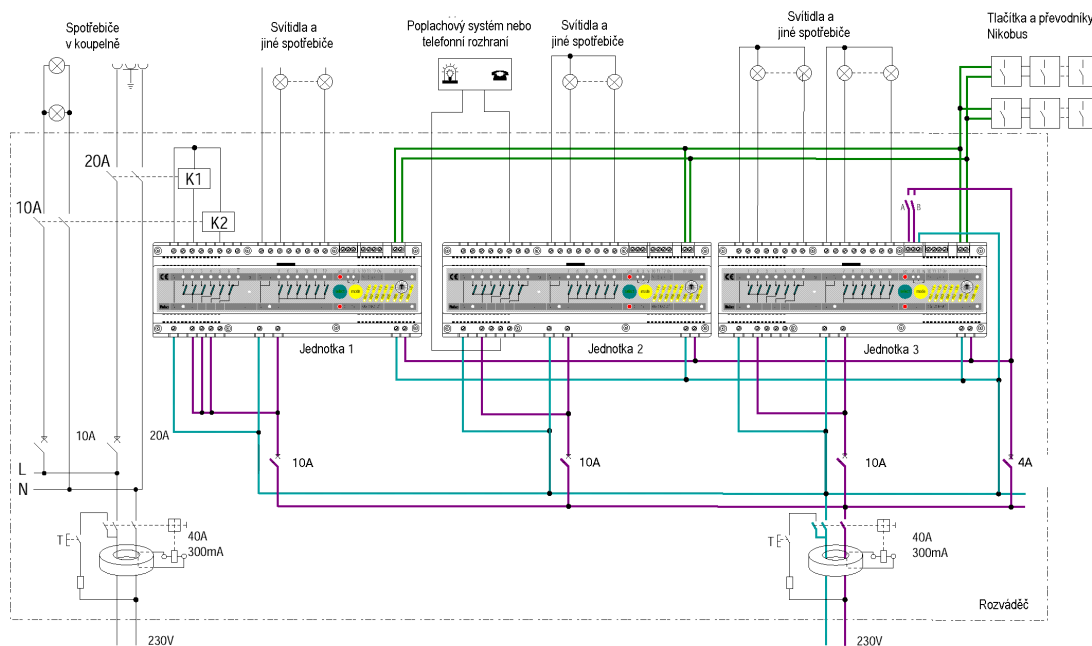 Spotřebiče
v koupelně
Svítidla a
jiné spotřebiče
Poplachový systém nebo
telefonní rozhraní
Svítidla a
jiné spotřebiče
Svítidla a
jiné spotřebiče
Tlačítka a převodníky
Nikobus
20A
K1
10A
K2
A
B
Jednotka 1
Jednotka 2
Jednotka 3
10A
20A
10A
10A
10A
4A
L
N
T
40A
300mA
T
40A
300mA
Rozváděč
230V
230V